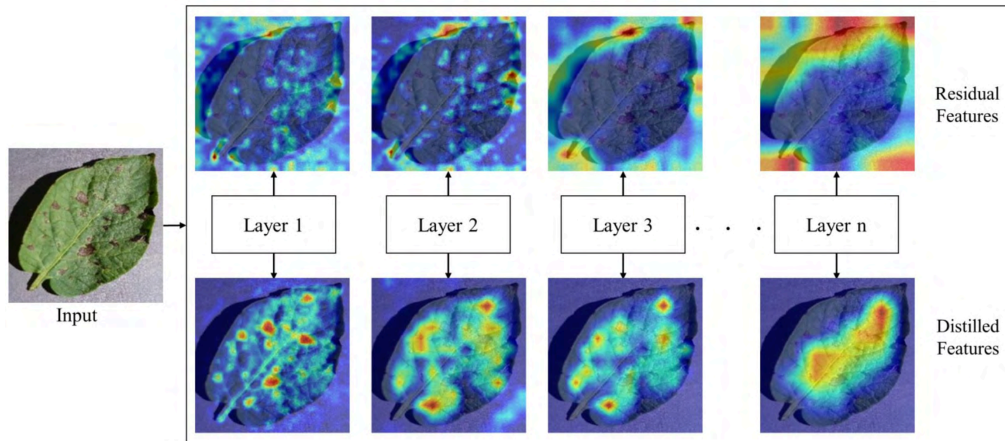 Residual
Features
Layer 1
Layer 2
Layer 3
. . .
Layer n
Input
Distilled
Features